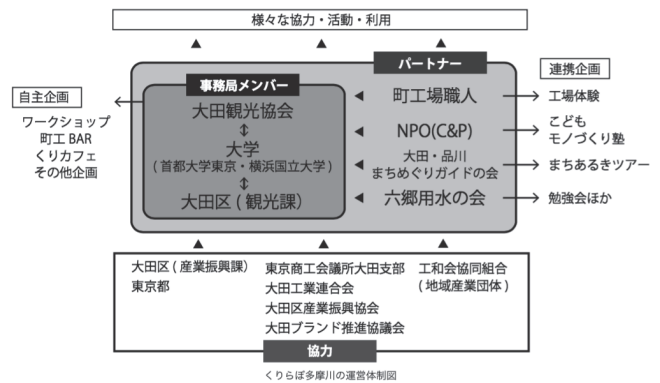 様々な協力・活動・利用
自主企画
ワークショップ
町工 BAR
くりカフェ
その他企画
事務局メンバー
大田観光協会
大学
( 首都大学東京・横浜国立大学 )
大田区 ( 観光課 )
パートナー
町工場職人
NPO(C&P)
大田・品川
まちめぐりガイドの会
六郷用水の会
連携企画
工場体験
こども
モノづくり塾
まちあるきツアー
勉強会ほか
大田区 ( 産業振興課 )
東京都
東京商工会議所大田支部
大田工業連合会
大田区産業振興協会
大田ブランド推進協議会
工和会協同組合
( 地域産業団体 )
協力
くりらぼ多摩川の運営体制図